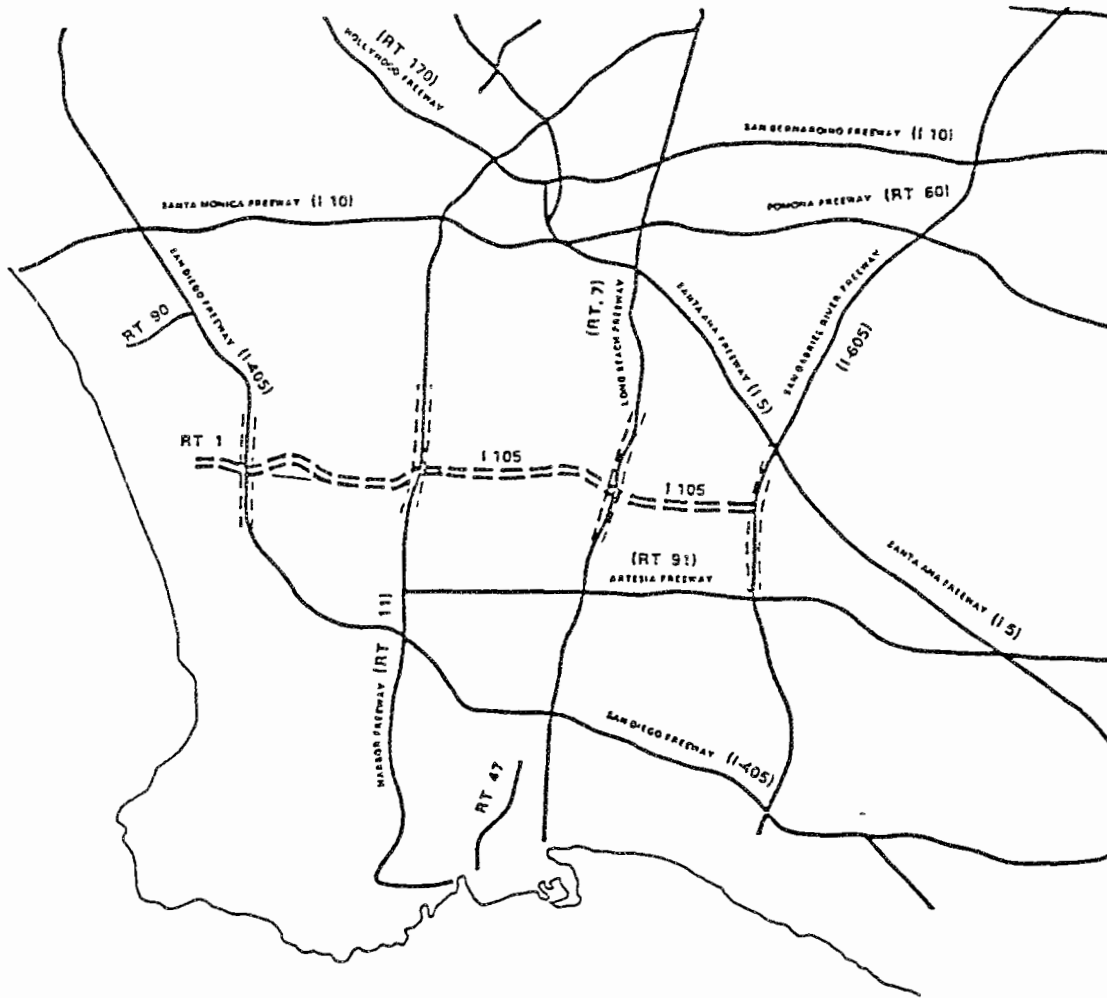 (RT 170)
HOLLYWOOD FREEWAY
SAN BERNARDINO FREEWAY (I 10)
SANTA MONICA FREEWAY (I 10)
POMONA FREEWAY (RT 60)
SAN DIEGO FREEWAY (I-405)
RT 90
(RT. 7)
LONG BEACH FREEWAY
SANTA ANA FREEWAY (I 5)
SAN GABRIEL RIVER FREEWAY
(I-605)
RT 1
I 105
I 105
(RT 91)
ARTESIA FREEWAY
SANTA ANA FREEWAY (I 5)
HARBOR FREEWAY (RT 11)
SAN DIEGO FREEWAY (I-405)
RT 47